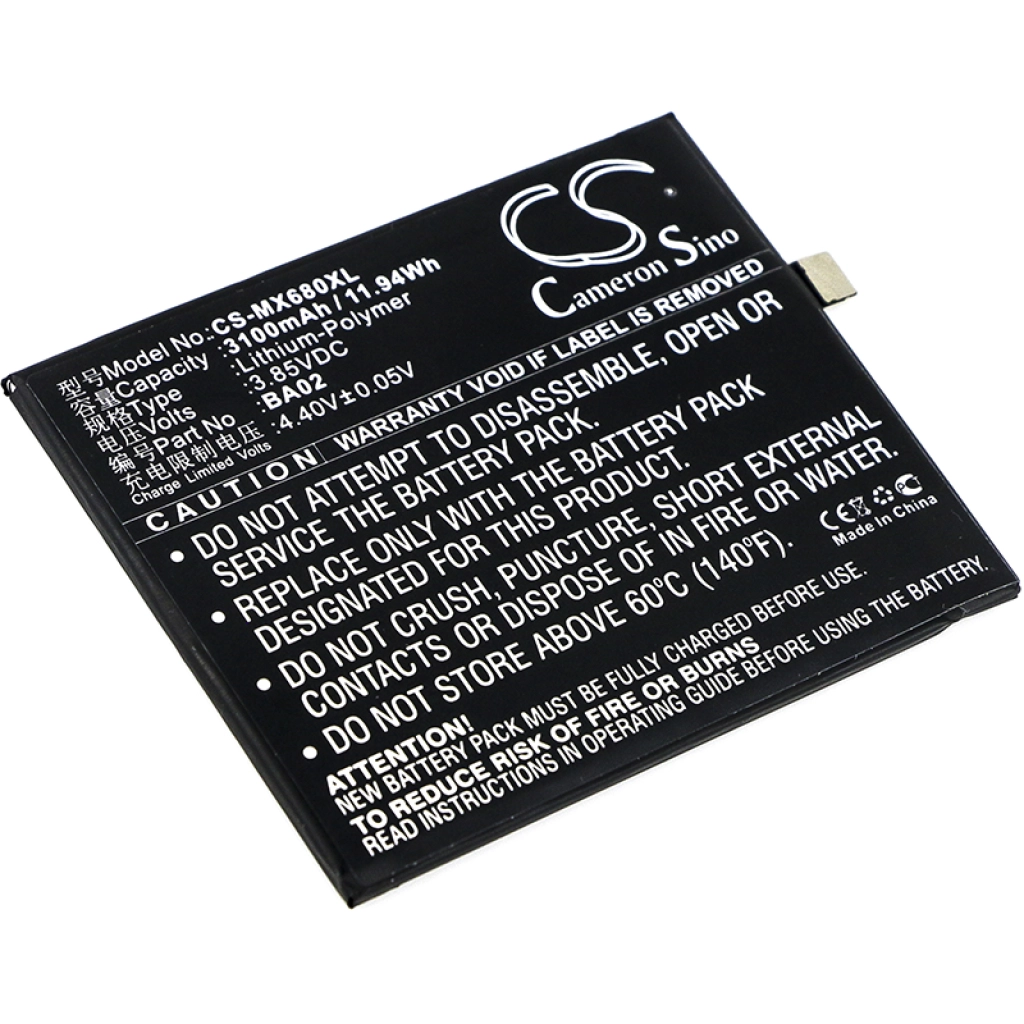 CS
Cameron Sino
型号Model No.:CS-MX680XL
容量Capacity :3100mAh / 11.94Wh
规格Type :Lithium-Polymer
电压Volts :3.85VDC
编号Part No :BA02
充电限制电压 :4.40V±0.05V
Charge Limited Volts
CAUTION WARRANTY VOID IF LABEL IS REMOVED
• DO NOT ATTEMPT TO DISASSEMBLE, OPEN OR
SERVICE THE BATTERY PACK.
• REPLACE ONLY WITH THE BATTERY PACK
DESIGNATED FOR THIS PRODUCT.
• DO NOT CRUSH, PUNCTURE, SHORT EXTERNAL
CONTACTS OR DISPOSE OF IN FIRE OR WATER.
• DO NOT STORE ABOVE 60°C (140°F).
CE
Made in China
ATTENTION!
NEW BATTERY PACK MUST BE FULLY CHARGED BEFORE USE.
TO REDUCE RISK OF FIRE OR BURNS
READ OPERATING GUIDE BEFORE USING THE BATTERY.